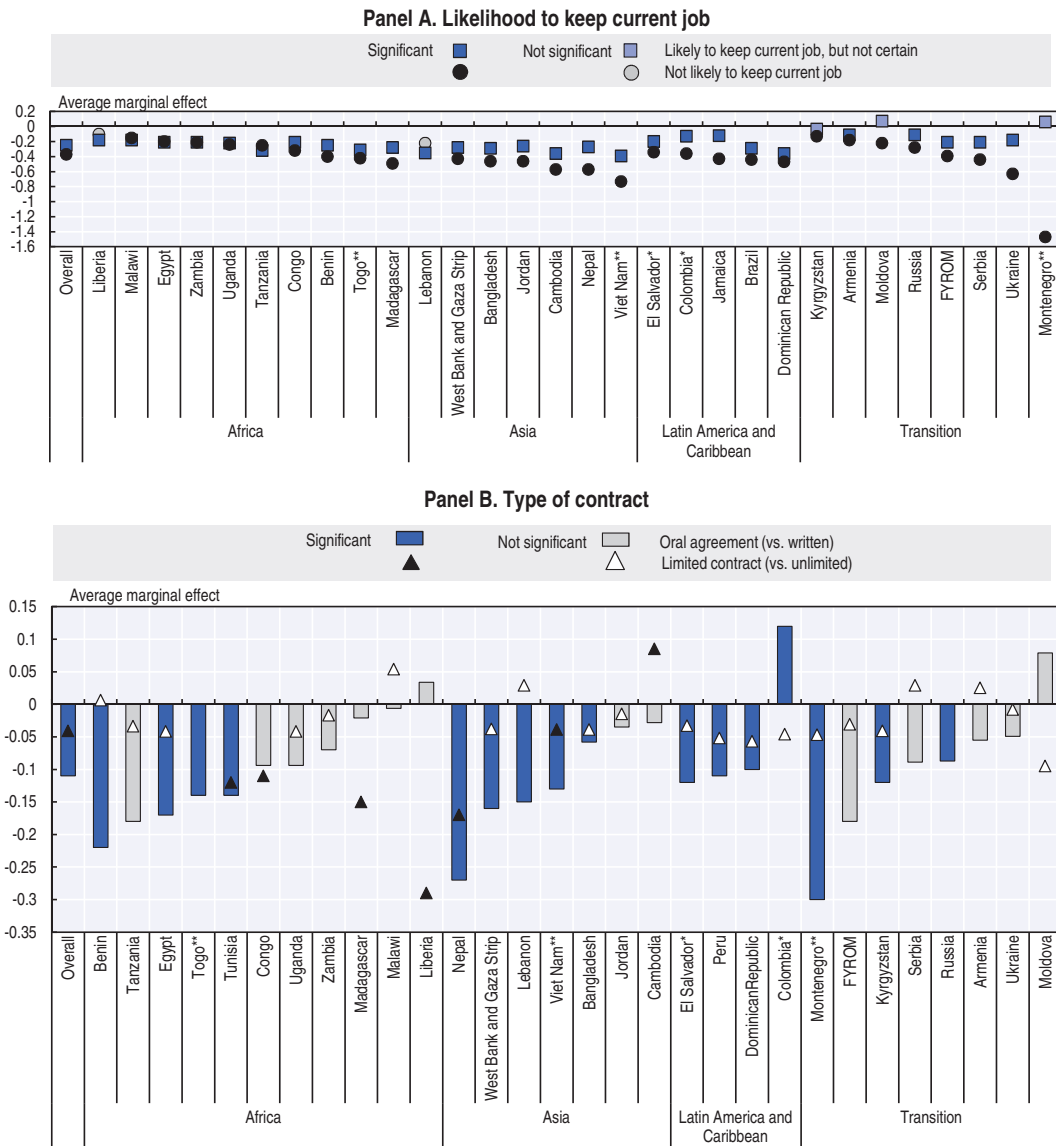 Panel A. Likelihood to keep current job
Significant Not significant Likely to keep current job, but not certain
Not likely to keep current job
Average marginal effect
0.2
0
-0.2
-0.4
-0.6
-0.8
-1
-1.2
-1.4
-1.6
Overall
Liberia
Malawi
Egypt
Zambia
Uganda
Tanzania
Congo
Benin
Togo**
Madagascar
Lebanon
West Bank and Gaza Strip
Bangladesh
Jordan
Cambodia
Nepal
Viet Nam**
El Salvador*
Colombia*
Jamaica
Brazil
Dominican Republic
Kyrgyzstan
Armenia
Moldova
Russia
FYROM
Serbia
Ukraine
Montenegro**
Africa Asia Latin America and Transition
Caribbean
Panel B. Type of contract
Significant Not significant Oral agreement (vs. written)
Limited contract (vs. unlimited)
Average marginal effect
0.15
0.1
0.05
0
-0.05
-0.1
-0.15
-0.2
-0.25
-0.3
-0.35
Overall
Benin
Tanzania
Egypt
Togo**
Tunisia
Congo
Uganda
Zambia
Madagascar
Malawi
Liberia
Nepal
West Bank and Gaza Strip
Lebanon
Viet Nam**
Bangladesh
Jordan
Cambodia
El Salvador*
Peru
DominicanRepublic
Colombia*
Montenegro**
FYROM
Kyrgyzstan
Serbia
Russia
Armenia
Ukraine
Moldova
Africa Asia Latin America and Transition
Caribbean